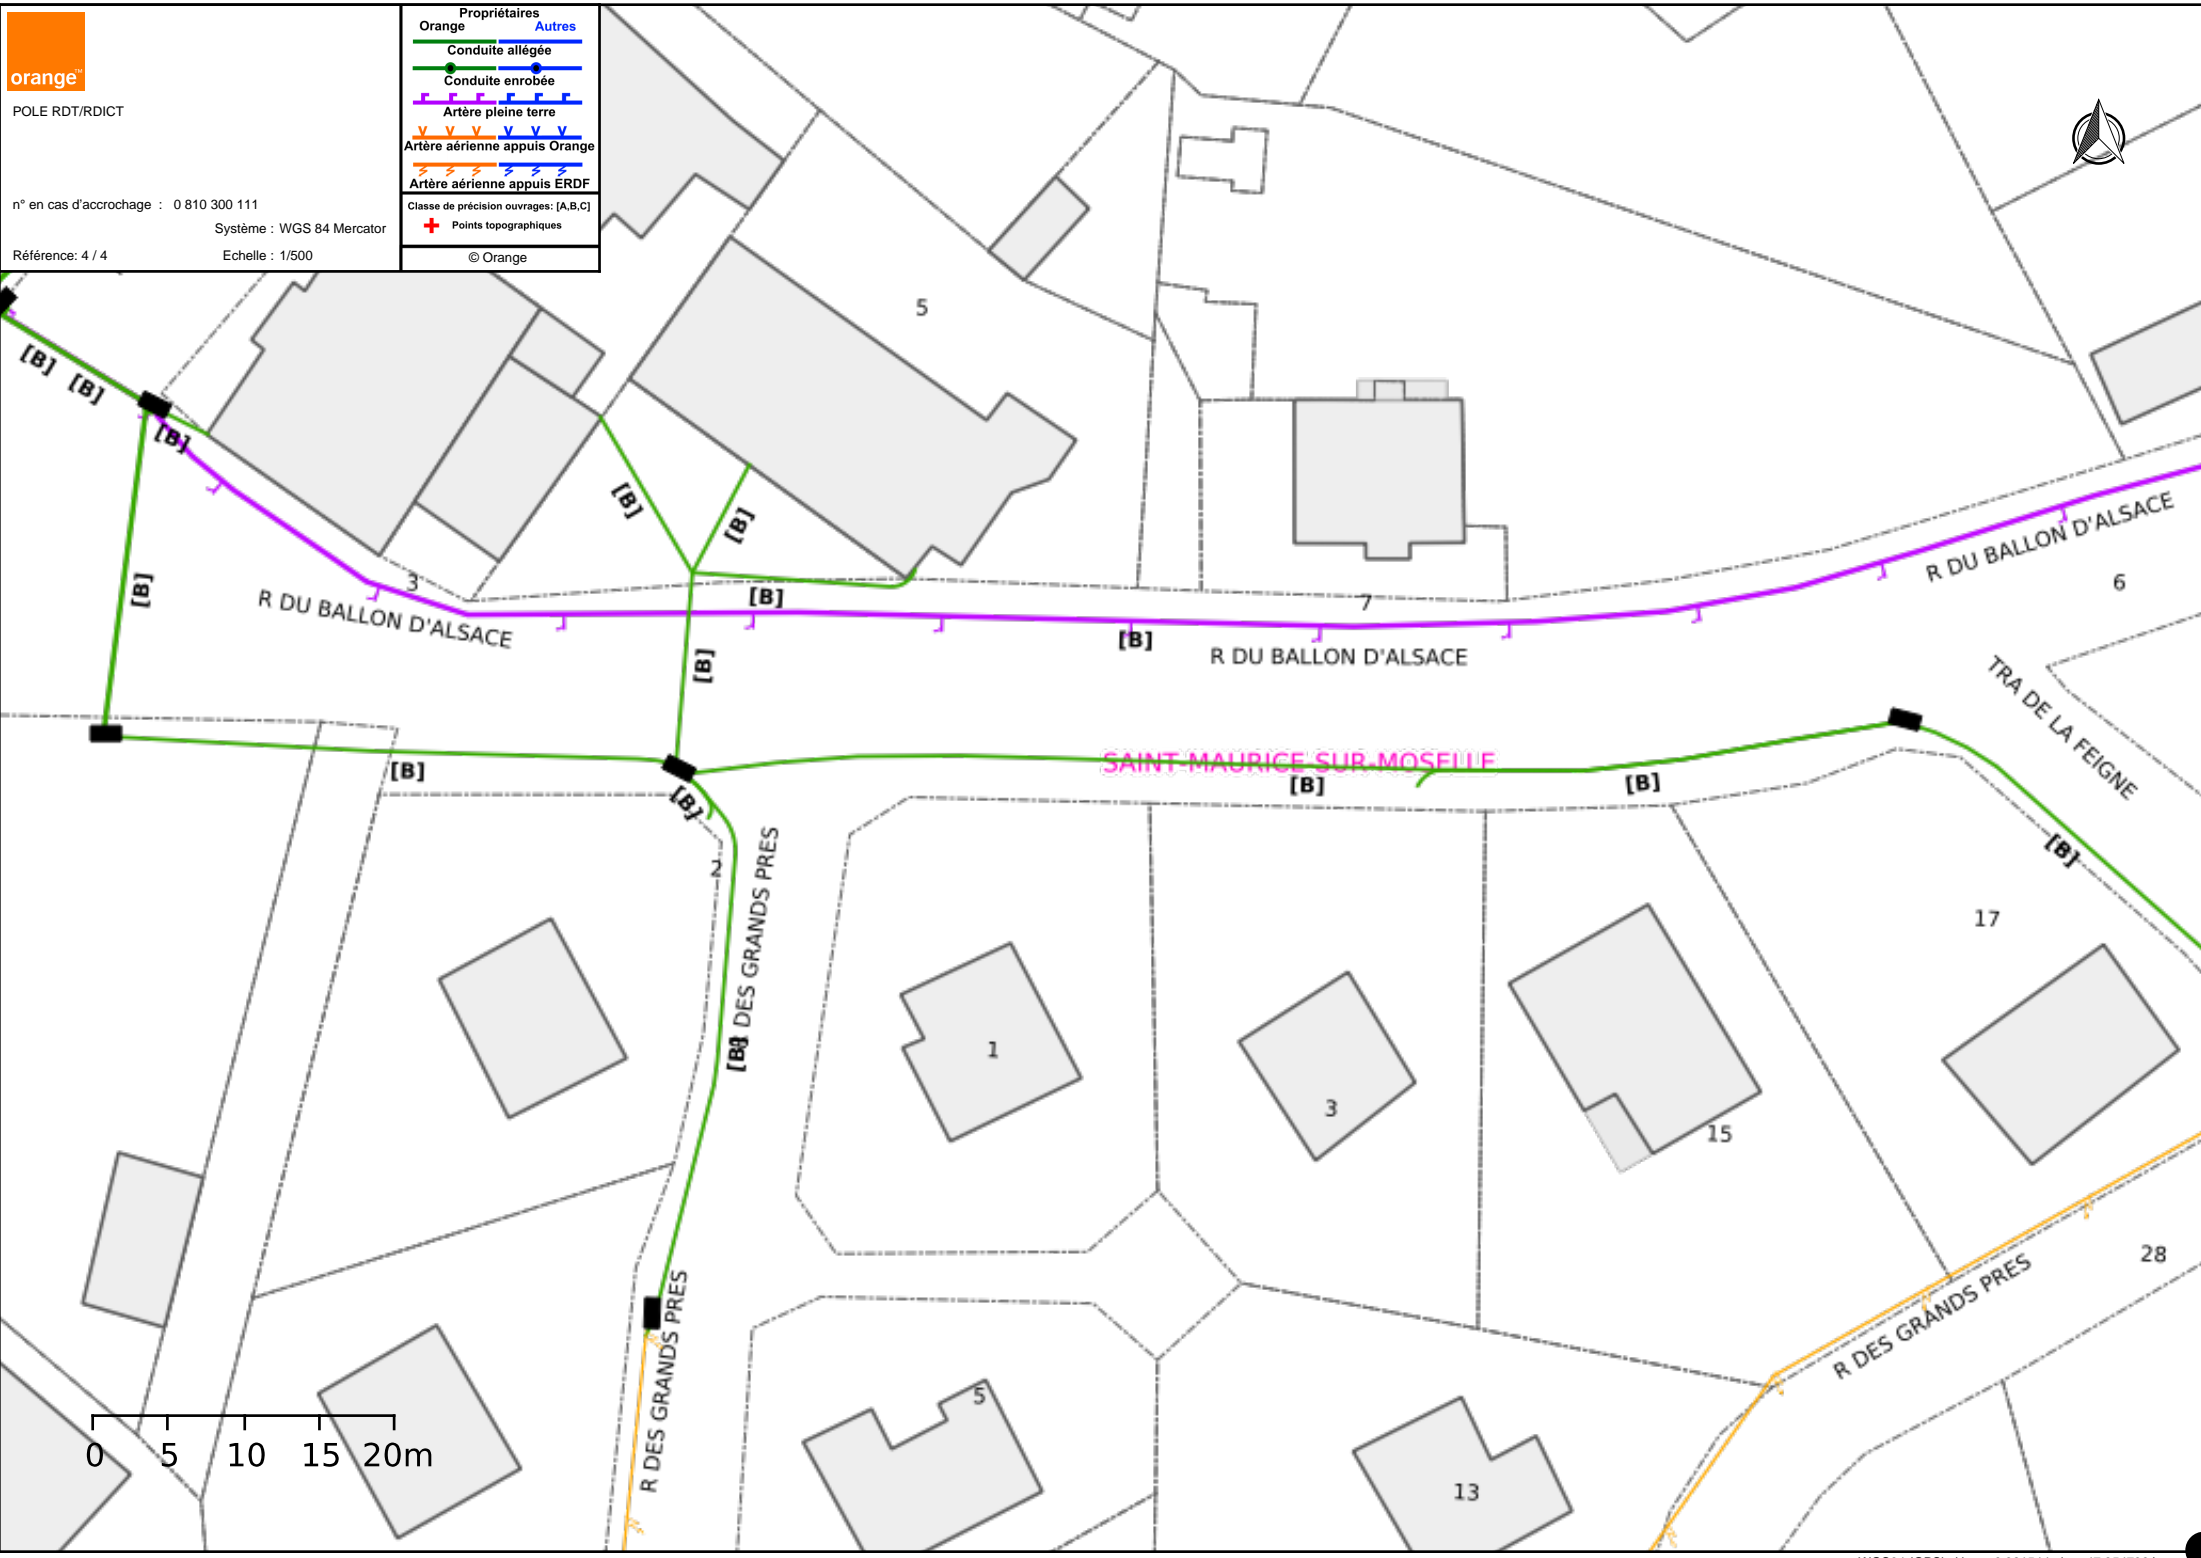 orange™
POLE RDT/RDICT
n° en cas d'accrochage : 0 810 300 111
Système : WGS 84 Mercator
Référence: 4 / 4
Echelle : 1/500
Propriétaires
Orange Autres
Conduite allégée
Conduite enrobée
Artère pleine terre
Artère aérienne appuis Orange
Artère aérienne appuis ERDF
Classe de précision ouvrages: [A,B,C]
Points topographiques
© Orange
5
[B]
[B]
[B]
[B]
[B]
[B]
3
R DU BALLON D'ALSACE
[B]
[B]
7
[B]
R DU BALLON D'ALSACE
R DU BALLON D'ALSACE
6
TRA DE LA FEIGNE
SAINT-MAURICE-SUR-MOSELLE
[B]
[B]
[B]
[B]
[B]
2
R DES GRANDS PRES
[B]
17
1
3
15
28
R DES GRANDS PRES
R DES GRANDS PRES
5
13
0 5 10 15 20m